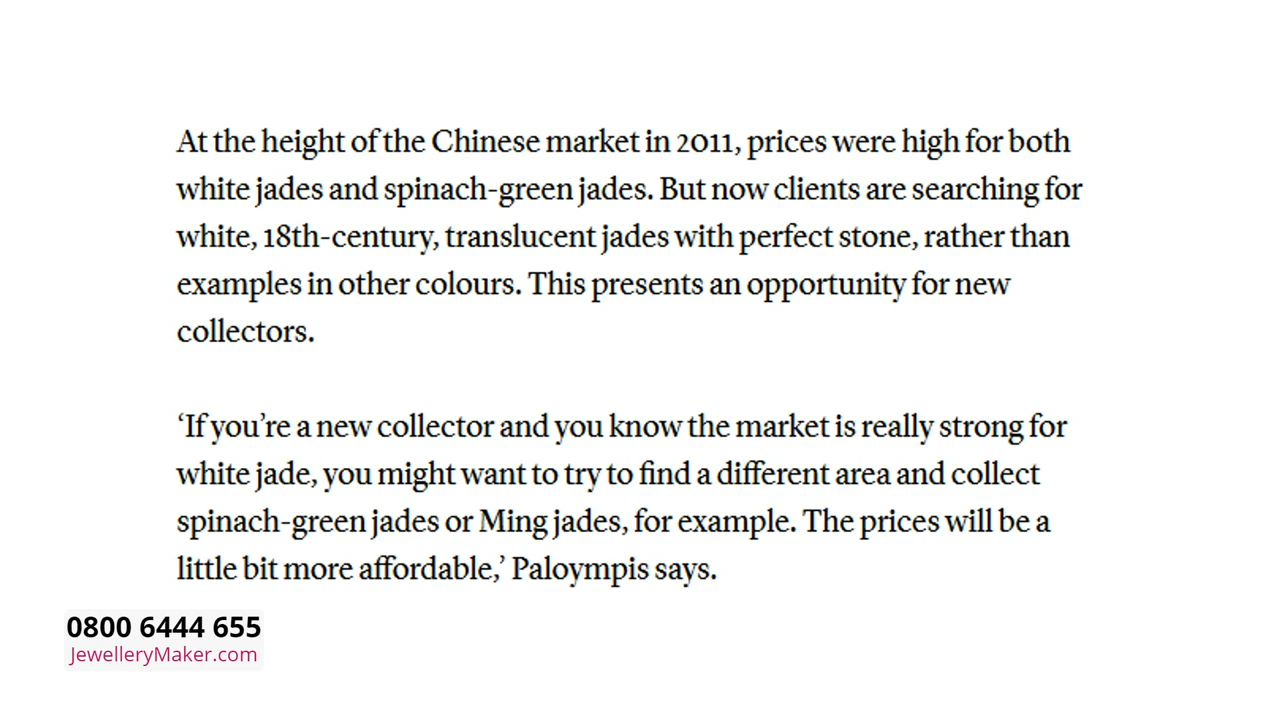 At the height of the Chinese market in 2011, prices were high for both
white jades and spinach-green jades. But now clients are searching for
white, 18th-century, translucent jades with perfect stone, rather than
examples in other colours. This presents an opportunity for new
collectors.
‘If you’re a new collector and you know the market is really strong for
white jade, you might want to try to find a different area and collect
spinach-green jades or Ming jades, for example. The prices will be a
little bit more affordable,’ Paloympis says.
0800 6444 655
JewelleryMaker.com